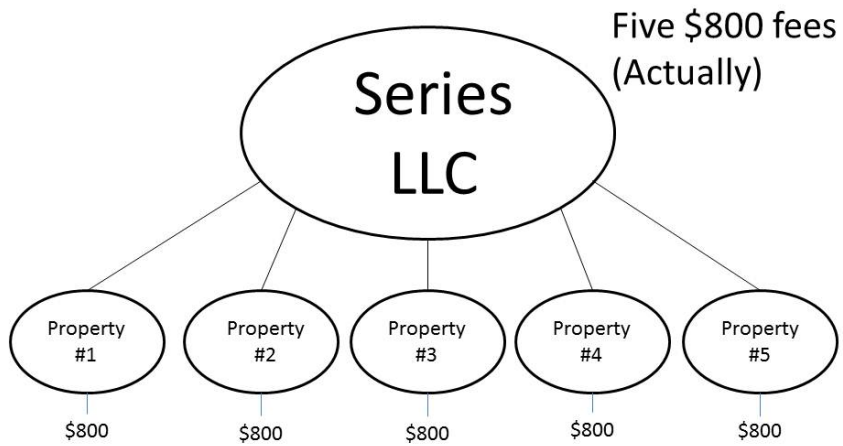 Five $800 fees
(Actually)
Series
LLC
Property
#1
Property
#2
Property
#3
Property
#4
Property
#5
$800
$800
$800
$800
$800